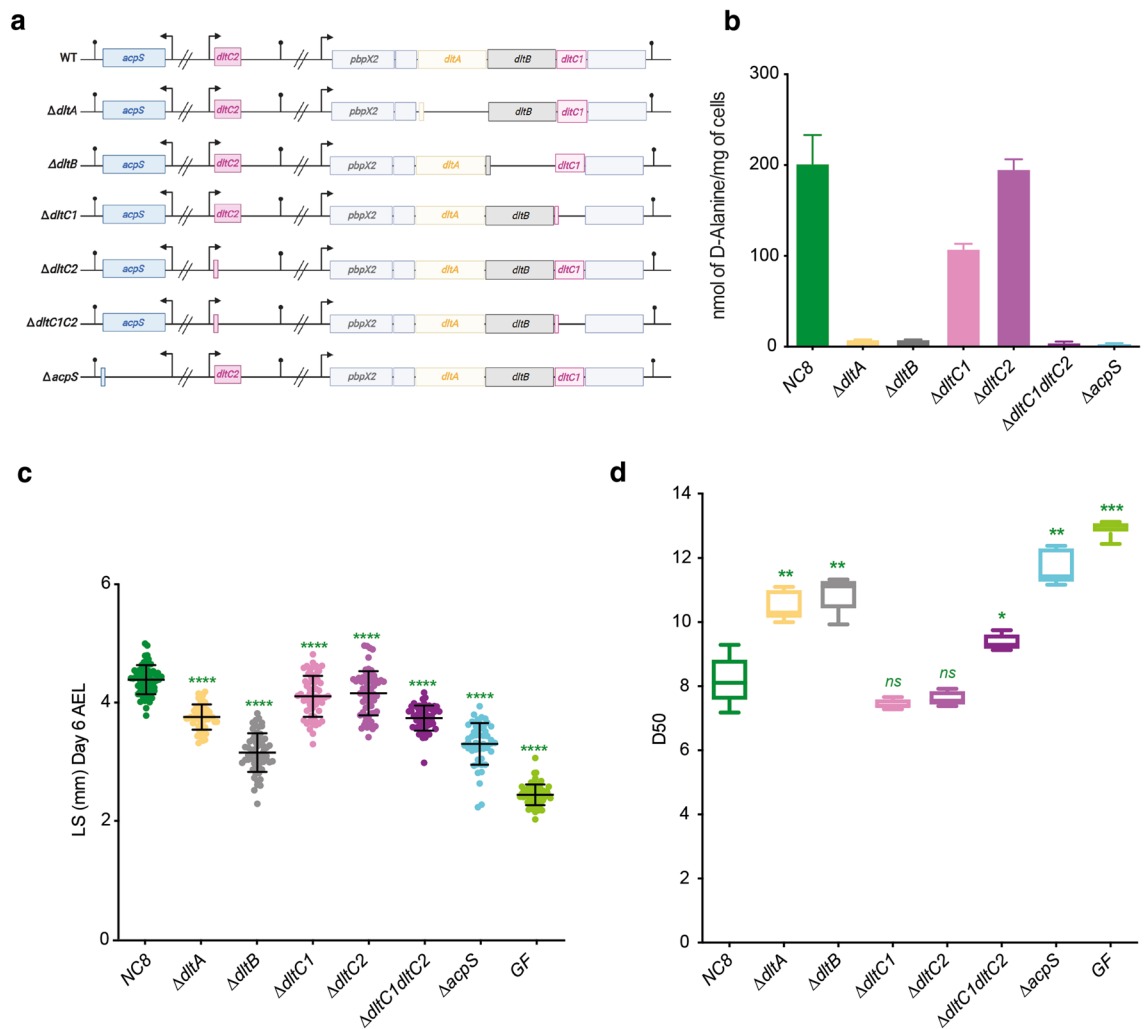 a
WT acpS dltC2 pbpX2 dltA dltB dltC1
ΔdltA acpS dltC2 pbpX2 dltB dltC1
ΔdltB acpS dltC2 pbpX2 dltA dltC1
ΔdltC1 acpS dltC2 pbpX2 dltA dltB
ΔdltC2 acpS pbpX2 dltA dltB dltC1
ΔdltC1C2 acpS pbpX2 dltA dltB
ΔacpS dltC2 pbpX2 dltA dltB dltC1
b
nmol of D-Alanine/mg of cells
300
200
100
0
NC8 ΔdltA ΔdltB ΔdltC1 ΔdltC2 ΔdltC1dltC2 ΔacpS
c
LS (mm) Day 6 AEL
6
4
2
0
**** **** **** **** **** **** ****
NC8 ΔdltA ΔdltB ΔdltC1 ΔdltC2 ΔdltC1dltC2 ΔacpS GF
d
D50
14
12
10
8
6
4
2
0
** ** ns ns * ** ***
NC8 ΔdltA ΔdltB ΔdltC1 ΔdltC2 ΔdltC1dltC2 ΔacpS GF